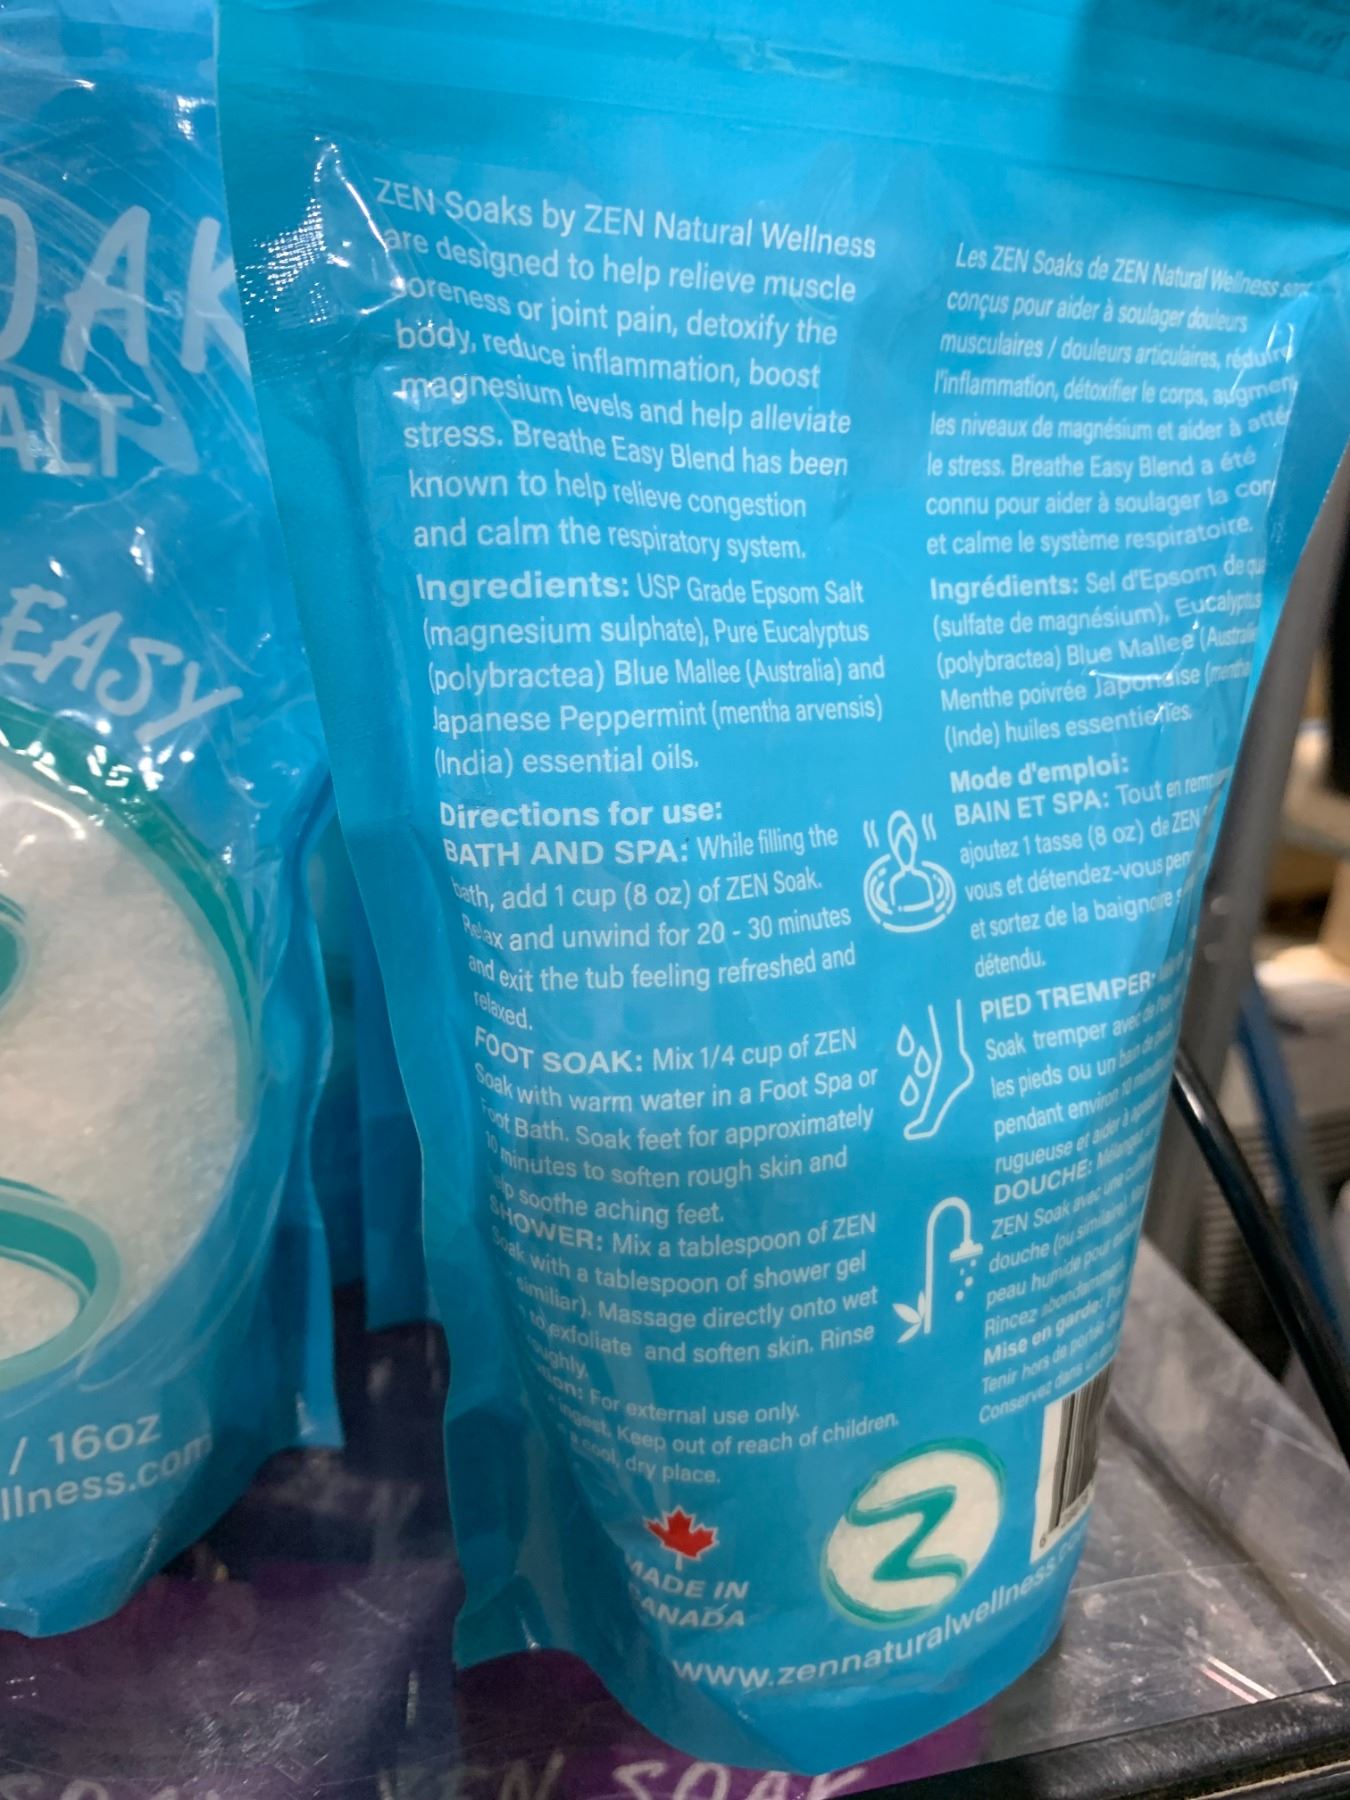 OAK
ALT
EASY
/ 16oz
llness.com
ZEN Soaks by ZEN Natural Wellness
are designed to help relieve muscle
soreness or joint pain, detoxify the
body, reduce inflammation, boost
magnesium levels and help alleviate
stress. Breathe Easy Blend has been
known to help relieve congestion
and calm the respiratory system.
Ingredients: USP Grade Epsom Salt
(magnesium sulphate), Pure Eucalyptus
(polybractea) Blue Mallee (Australia) and
Japanese Peppermint (mentha arvensis)
(India) essential oils.
Directions for use:
BATH AND SPA: While filling the
bath, add 1 cup (8 oz) of ZEN Soak.
Relax and unwind for 20 - 30 minutes
and exit the tub feeling refreshed and
relaxed.
FOOT SOAK: Mix 1/4 cup of ZEN
Soak with warm water in a Foot Spa or
Foot Bath. Soak feet for approximately
10 minutes to soften rough skin and
help soothe aching feet.
SHOWER: Mix a tablespoon of ZEN
Soak with a tablespoon of shower gel
similiar). Massage directly onto wet
exfoliate and soften skin. Rinse
For external use only.
ingest. Keep out of reach of children.
a cool, dry place.
MADE IN
CANADA
Les ZEN Soaks de ZEN Natural Wellness
conçus pour aider à soulager douleurs
musculaires / douleurs articulaires, réduire
l'inflammation, détoxifier le corps,
les niveaux de magnésium et aider à
le stress. Breathe Easy Blend a été
connu pour aider à soulager la
et calme le système respiratoire.
Ingrédients: Sel d'Epsom de
(sulfate de magnésium), Eucalyptus
(polybractea) Blue Mallee
Menthe poivrée Japonaise
(Inde) huiles essentielles.
Mode d'emploi:
BAIN ET SPA: Tout en
ajoutez 1 tasse (8 oz) de ZEN
vous et détendez-vous
et sortez de la baignoire
détendu.
PIED TREMPER:
Soak tremper avec de
les pieds ou un bain de
pendant environ 10
rugueuse et aider à
DOUCHE: Mélanger
ZEN Soak avec une
douche (ou similaire).
peau humide pour
Rincez abondamment.
Mise en garde:
Tenir hors de portée
Conservez dans
Z
www.zennaturalwellness.c
ZEN SOAK